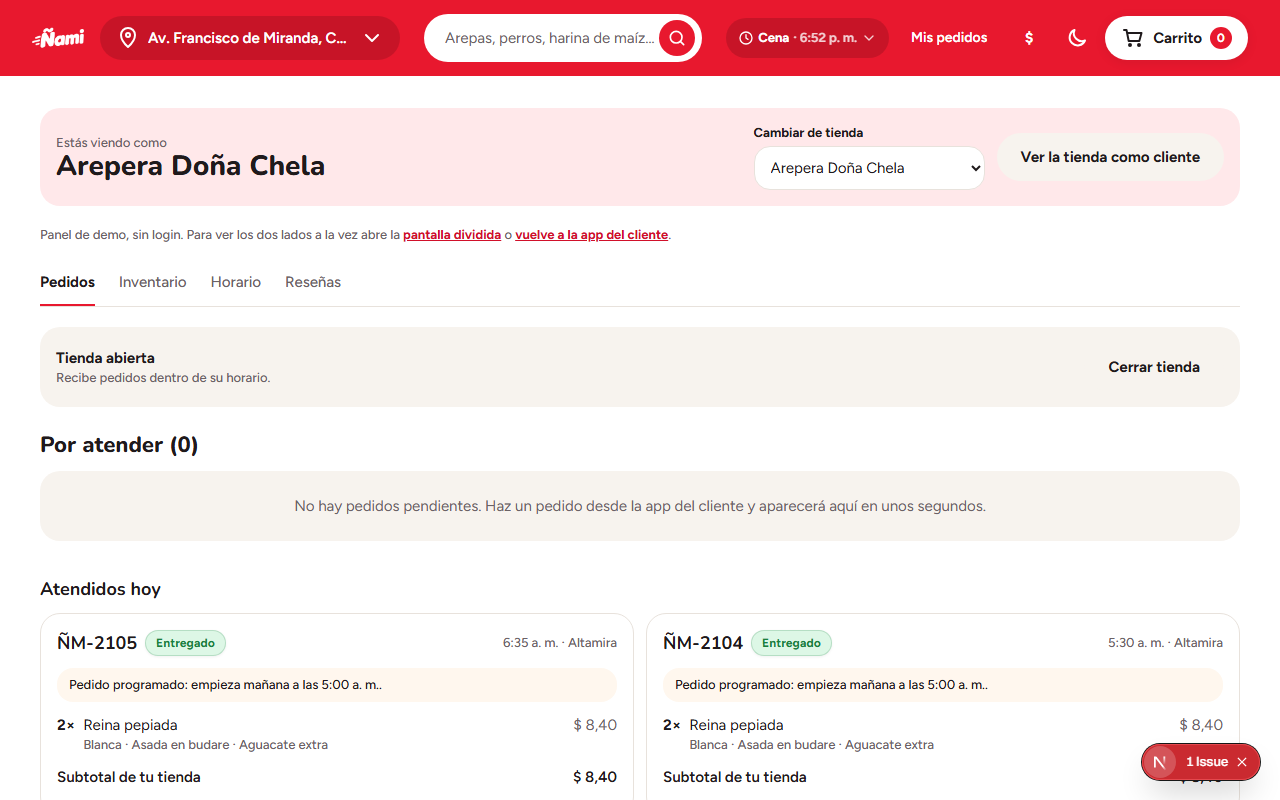 Ñami
Av. Francisco de Miranda, C...
Arepas, perros, harina de maíz...
Cena · 6:52 p. m.
Mis pedidos
$
Carrito
0
Estás viendo como
Arepera Doña Chela
Cambiar de tienda
Arepera Doña Chela
Ver la tienda como cliente
Panel de demo, sin login. Para ver los dos lados a la vez abre la pantalla dividida o vuelve a la app del cliente.
Pedidos
Inventario
Horario
Reseñas
Tienda abierta
Recibe pedidos dentro de su horario.
Cerrar tienda
Por atender (0)
No hay pedidos pendientes. Haz un pedido desde la app del cliente y aparecerá aquí en unos segundos.
Atendidos hoy
ÑM-2105
Entregado
6:35 a. m. · Altamira
Pedido programado: empieza mañana a las 5:00 a. m..
2× Reina pepiada
$ 8,40
Blanca · Asada en budare · Aguacate extra
Subtotal de tu tienda
$ 8,40
ÑM-2104
Entregado
5:30 a. m. · Altamira
Pedido programado: empieza mañana a las 5:00 a. m..
2× Reina pepiada
$ 8,40
Blanca · Asada en budare · Aguacate extra
Subtotal de tu tienda
N
1 Issue